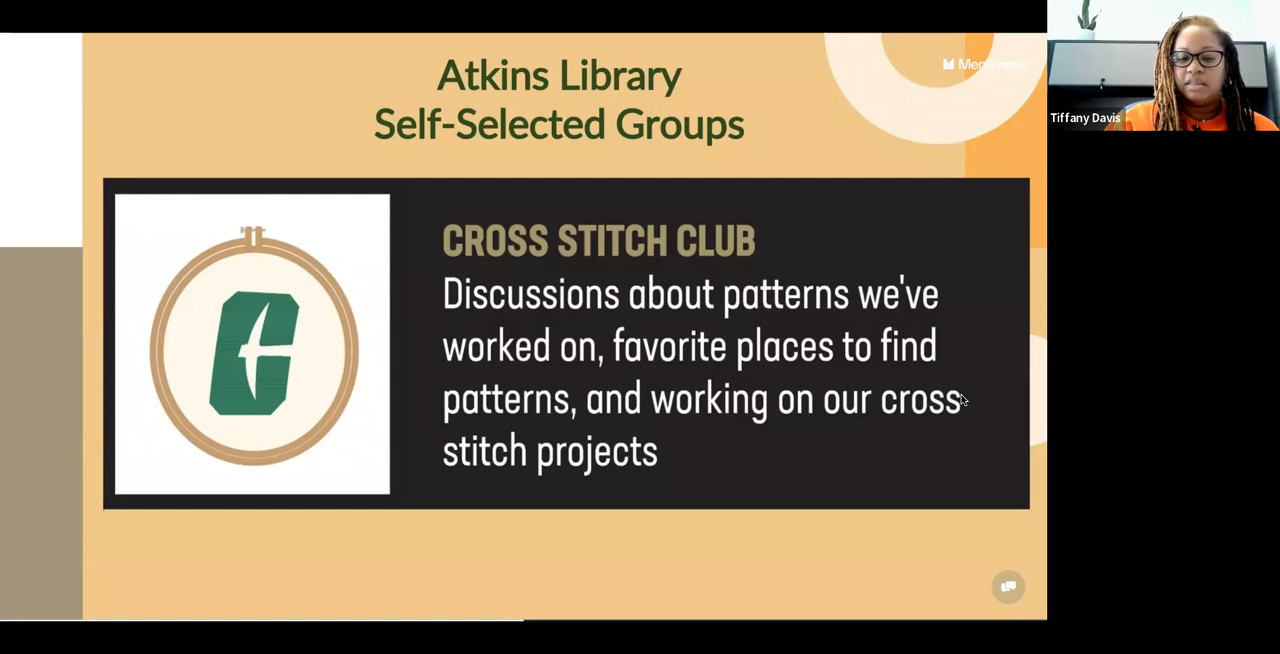 Atkins Library
Self-Selected Groups
CROSS STITCH CLUB
Discussions about patterns we've
worked on, favorite places to find
patterns, and working on our cross
stitch projects
Tiffany Davis